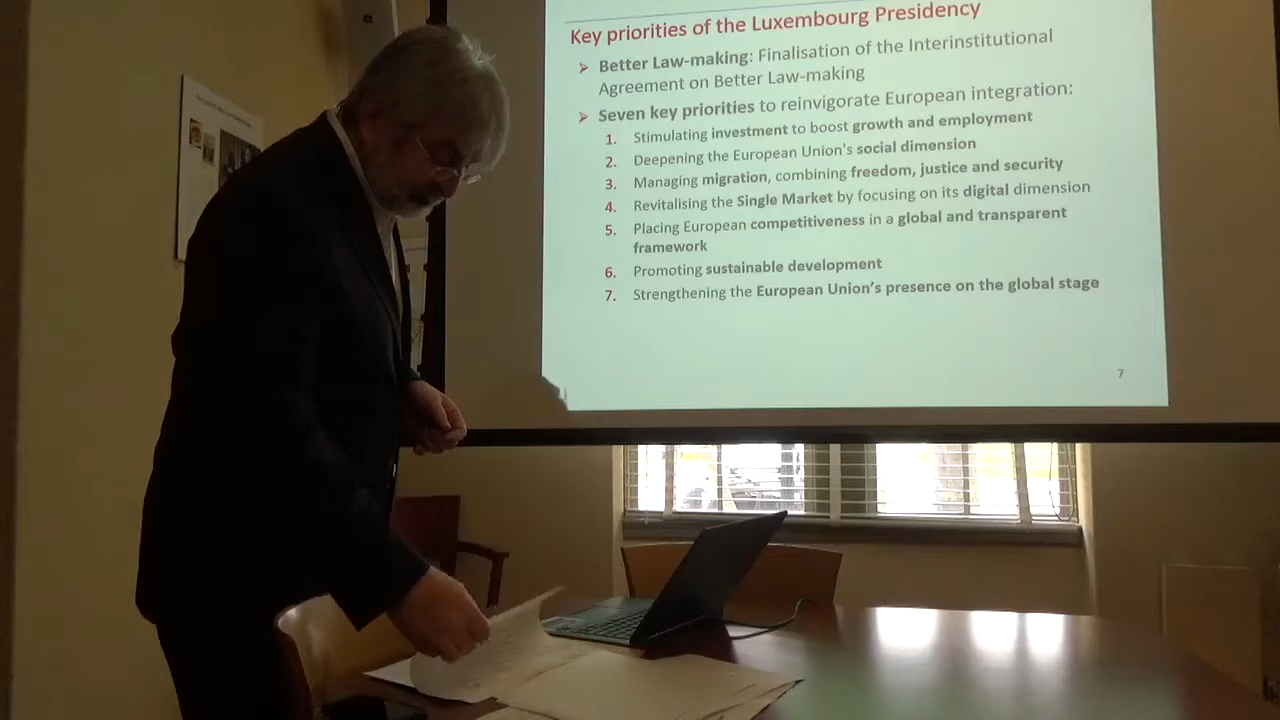 Key priorities of the Luxembourg Presidency
Better Law-making: Finalisation of the Interinstitutional
Agreement on Better Law-making
Seven key priorities to reinvigorate European integration:
1. Stimulating investment to boost growth and employment
2. Deepening the European Union's social dimension
3. Managing migration, combining freedom, justice and security
4. Revitalising the Single Market by focusing on its digital dimension
5. Placing European competitiveness in a global and transparent
framework
6. Promoting sustainable development
7. Strengthening the European Union’s presence on the global stage
7